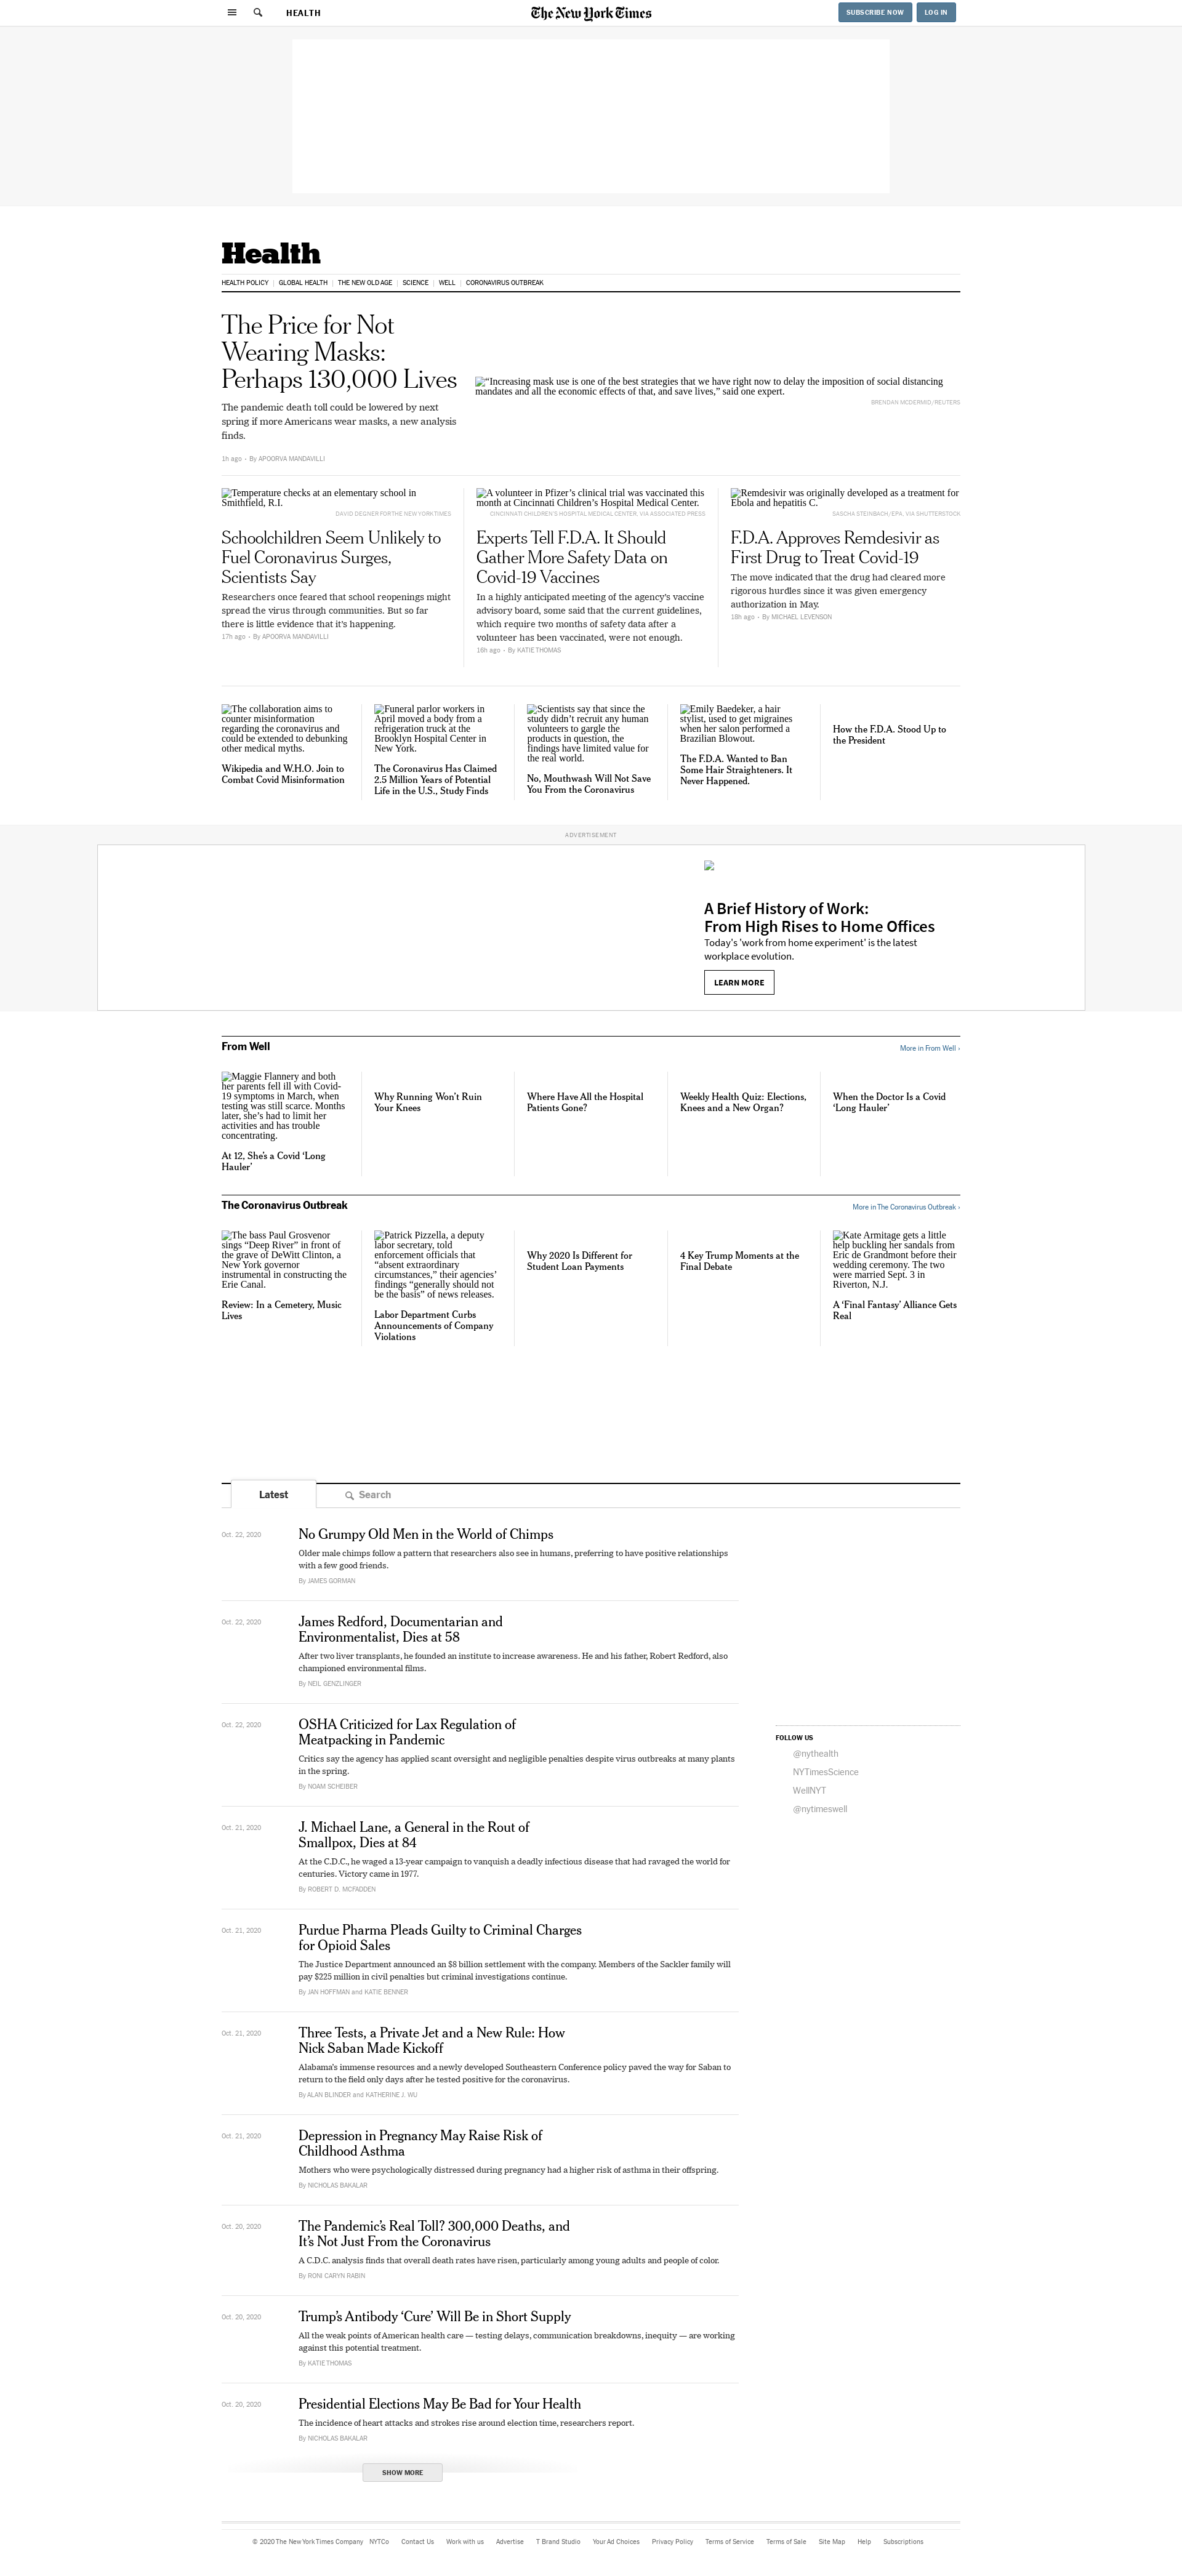 HEALTH
The New York Times
SUBSCRIBE NOW
LOG IN
Health
HEALTH POLICY
GLOBAL HEALTH
THE NEW OLD AGE
SCIENCE
WELL
CORONAVIRUS OUTBREAK
The Price for Not
Wearing Masks:
Perhaps 130,000 Lives
The pandemic death toll could be lowered by next
spring if more Americans wear masks, a new analysis
finds.
1h ago • By APOORVA MANDAVILLI
“Increasing mask use is one of the best strategies that we have right now to delay the imposition of social distancing
mandates and all the economic effects of that, and save lives,” said one expert.
BRENDAN MCDERMID/REUTERS
Temperature checks at an elementary school in
Smithfield, R.I.
DAVID DEGNER FOR THE NEW YORK TIMES
Schoolchildren Seem Unlikely to
Fuel Coronavirus Surges,
Scientists Say
Researchers once feared that school reopenings might
spread the virus through communities. But so far
there is little evidence that it’s happening.
17h ago • By APOORVA MANDAVILLI
A volunteer in Pfizer’s clinical trial was vaccinated this
month at Cincinnati Children’s Hospital Medical Center.
CINCINNATI CHILDREN'S HOSPITAL MEDICAL CENTER, VIA ASSOCIATED PRESS
Experts Tell F.D.A. It Should
Gather More Safety Data on
Covid-19 Vaccines
In a highly anticipated meeting of the agency’s vaccine
advisory board, some said that the current guidelines,
which require two months of safety data after a
volunteer has been vaccinated, were not enough.
16h ago • By KATIE THOMAS
Remdesivir was originally developed as a treatment for
Ebola and hepatitis C.
SASCHA STEINBACH/EPA, VIA SHUTTERSTOCK
F.D.A. Approves Remdesivir as
First Drug to Treat Covid-19
The move indicated that the drug had cleared more
rigorous hurdles since it was given emergency
authorization in May.
18h ago • By MICHAEL LEVENSON
The collaboration aims to
counter misinformation
regarding the coronavirus and
could be extended to debunking
other medical myths.
Wikipedia and W.H.O. Join to
Combat Covid Misinformation
Funeral parlor workers in
April moved a body from a
refrigeration truck at the
Brooklyn Hospital Center in
New York.
The Coronavirus Has Claimed
2.5 Million Years of Potential
Life in the U.S., Study Finds
Scientists say that since the
study didn’t recruit any human
volunteers to gargle the
products in question, the
findings have limited value for
the real world.
No, Mouthwash Will Not Save
You From the Coronavirus
Emily Baedeker, a hair
stylist, used to get migraines
when her salon performed a
Brazilian Blowout.
The F.D.A. Wanted to Ban
Some Hair Straighteners. It
Never Happened.
How the F.D.A. Stood Up to
the President
ADVERTISEMENT
A Brief History of Work:
From High Rises to Home Offices
Today's 'work from home experiment' is the latest
workplace evolution.
LEARN MORE
From Well
More in From Well ›
Maggie Flannery and both
her parents fell ill with Covid-
19 symptoms in March, when
testing was still scarce. Months
later, she’s had to limit her
activities and has trouble
concentrating.
At 12, She’s a Covid ‘Long
Hauler’
Why Running Won’t Ruin
Your Knees
Where Have All the Hospital
Patients Gone?
Weekly Health Quiz: Elections,
Knees and a New Organ?
When the Doctor Is a Covid
‘Long Hauler’
The Coronavirus Outbreak
More in The Coronavirus Outbreak ›
The bass Paul Grosvenor
sings “Deep River” in front of
the grave of DeWitt Clinton, a
New York governor
instrumental in constructing the
Erie Canal.
Review: In a Cemetery, Music
Lives
Patrick Pizzella, a deputy
labor secretary, told
enforcement officials that
“absent extraordinary
circumstances,” their agencies’
findings “generally should not
be the basis” of news releases.
Labor Department Curbs
Announcements of Company
Violations
Why 2020 Is Different for
Student Loan Payments
4 Key Trump Moments at the
Final Debate
Kate Armitage gets a little
help buckling her sandals from
Eric de Grandmont before their
wedding ceremony. The two
were married Sept. 3 in
Riverton, N.J.
A ‘Final Fantasy’ Alliance Gets
Real
Latest
Search
Oct. 22, 2020
No Grumpy Old Men in the World of Chimps
Older male chimps follow a pattern that researchers also see in humans, preferring to have positive relationships
with a few good friends.
By JAMES GORMAN
Oct. 22, 2020
James Redford, Documentarian and
Environmentalist, Dies at 58
After two liver transplants, he founded an institute to increase awareness. He and his father, Robert Redford, also
championed environmental films.
By NEIL GENZLINGER
Oct. 22, 2020
OSHA Criticized for Lax Regulation of
Meatpacking in Pandemic
Critics say the agency has applied scant oversight and negligible penalties despite virus outbreaks at many plants
in the spring.
By NOAM SCHEIBER
FOLLOW US
@nythealth
NYTimesScience
WellNYT
@nytimeswell
Oct. 21, 2020
J. Michael Lane, a General in the Rout of
Smallpox, Dies at 84
At the C.D.C., he waged a 13-year campaign to vanquish a deadly infectious disease that had ravaged the world for
centuries. Victory came in 1977.
By ROBERT D. MCFADDEN
Oct. 21, 2020
Purdue Pharma Pleads Guilty to Criminal Charges
for Opioid Sales
The Justice Department announced an $8 billion settlement with the company. Members of the Sackler family will
pay $225 million in civil penalties but criminal investigations continue.
By JAN HOFFMAN and KATIE BENNER
Oct. 21, 2020
Three Tests, a Private Jet and a New Rule: How
Nick Saban Made Kickoff
Alabama’s immense resources and a newly developed Southeastern Conference policy paved the way for Saban to
return to the field only days after he tested positive for the coronavirus.
By ALAN BLINDER and KATHERINE J. WU
Oct. 21, 2020
Depression in Pregnancy May Raise Risk of
Childhood Asthma
Mothers who were psychologically distressed during pregnancy had a higher risk of asthma in their offspring.
By NICHOLAS BAKALAR
Oct. 20, 2020
The Pandemic’s Real Toll? 300,000 Deaths, and
It’s Not Just From the Coronavirus
A C.D.C. analysis finds that overall death rates have risen, particularly among young adults and people of color.
By RONI CARYN RABIN
Oct. 20, 2020
Trump’s Antibody ‘Cure’ Will Be in Short Supply
All the weak points of American health care — testing delays, communication breakdowns, inequity — are working
against this potential treatment.
By KATIE THOMAS
Oct. 20, 2020
Presidential Elections May Be Bad for Your Health
The incidence of heart attacks and strokes rise around election time, researchers report.
By NICHOLAS BAKALAR
SHOW MORE
© 2020 The New York Times Company NYTCo Contact Us Work with us Advertise T Brand Studio Your Ad Choices Privacy Policy Terms of Service Terms of Sale Site Map Help Subscriptions